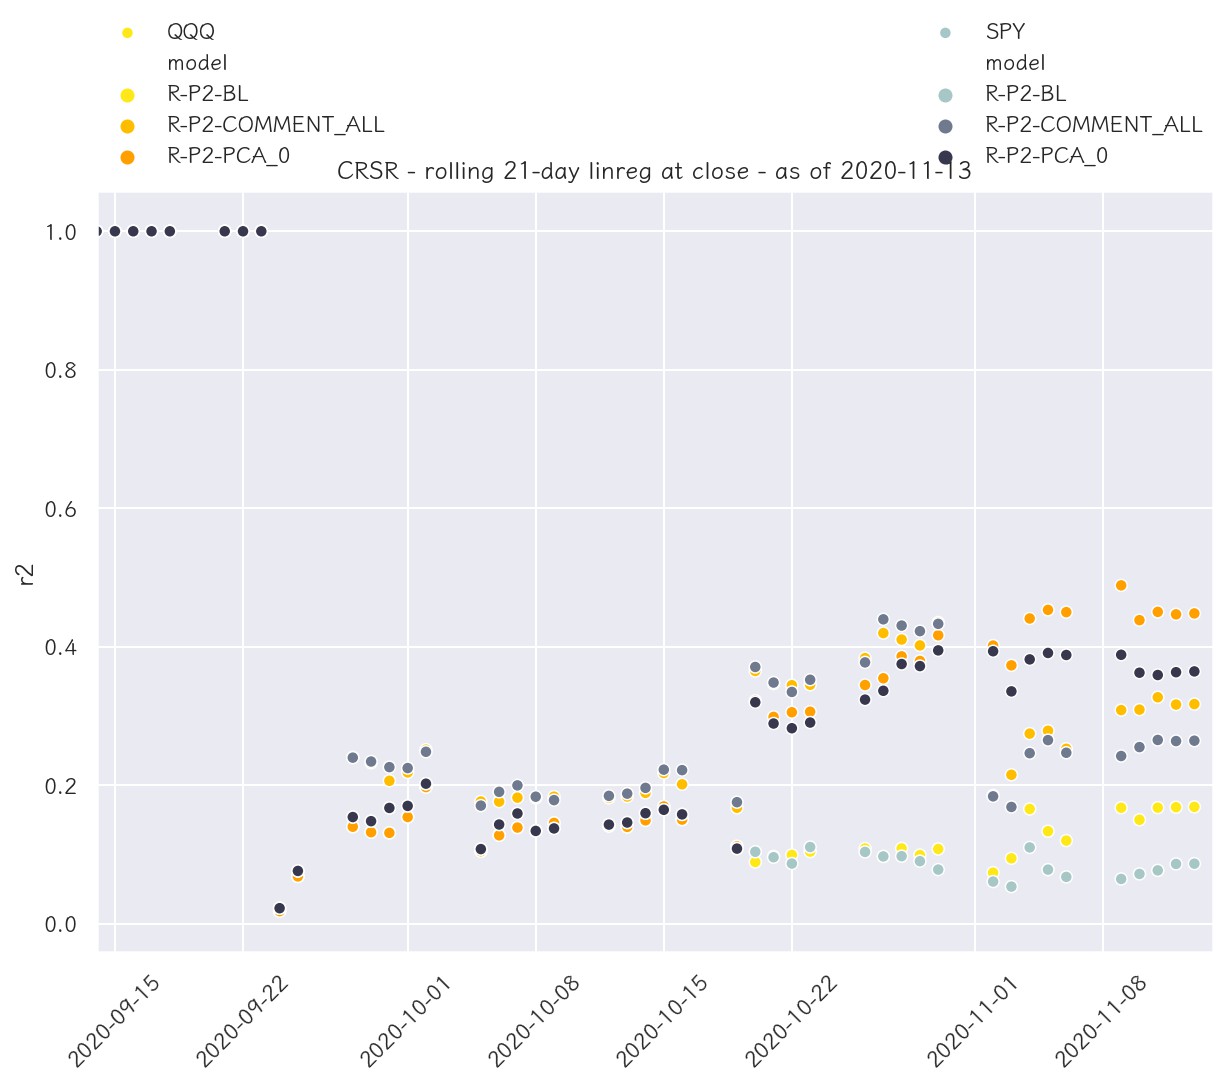 QQQ
model
R-P2-BL
R-P2-COMMENT_ALL
R-P2-PCA_0
SPY
model
R-P2-BL
R-P2-COMMENT_ALL
R-P2-PCA_0
CRSR - rolling 21-day linreg at close - as of 2020-11-13
r2
1.0
0.8
0.6
0.4
0.2
0.0
2020-09-15
2020-09-22
2020-10-01
2020-10-08
2020-10-15
2020-10-22
2020-11-01
2020-11-08